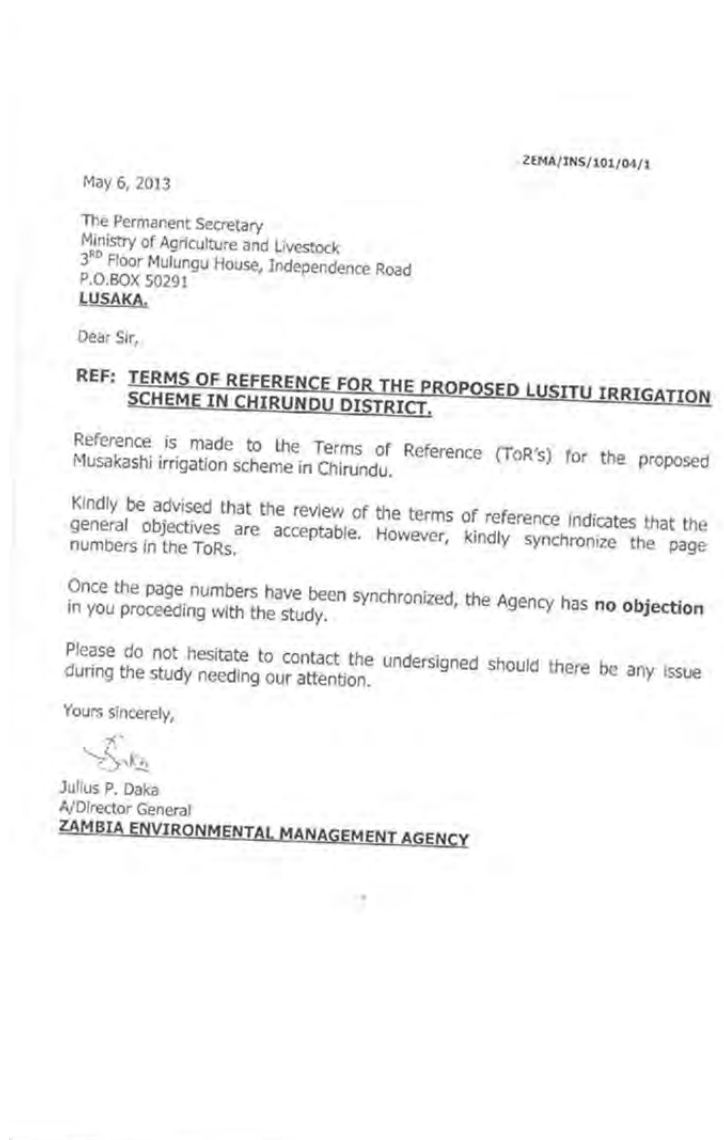 ZEMA/INS/101/04/1
May 6, 2013
The Permanent Secretary
Ministry of Agriculture and Livestock
3RD Floor Mulungu House, Independence Road
P.O.BOX 50291
LUSAKA.
Dear Sir,
REF: TERMS OF REFERENCE FOR THE PROPOSED LUSITU IRRIGATION
SCHEME IN CHIRUNDU DISTRICT.
Reference is made to the Terms of Reference (ToR's) for the proposed
Musakashi irrigation scheme in Chirundu.
Kindly be advised that the review of the terms of reference indicates that the
general objectives are acceptable. However, kindly synchronize the page
numbers in the ToRs.
Once the page numbers have been synchronized, the Agency has no objection
in you proceeding with the study.
Please do not hesitate to contact the undersigned should there be any issue
during the study needing our attention.
Yours sincerely,
Julius P. Daka
A/Director General
ZAMBIA ENVIRONMENTAL MANAGEMENT AGENCY